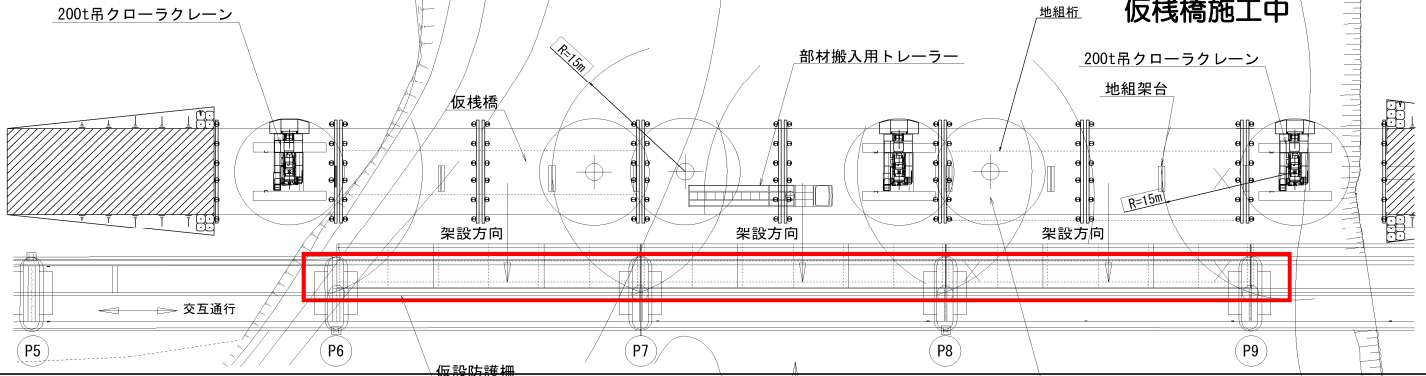 200t吊クローラクレーン
地組桁
仮桟橋施工中
R=15m
部材搬入用トレーラー
200t吊クローラクレーン
地組架台
仮桟橋
R=15m
架設方向
架設方向
架設方向
交互通行
P5
P6
P7
P8
P9
仮設防護柵